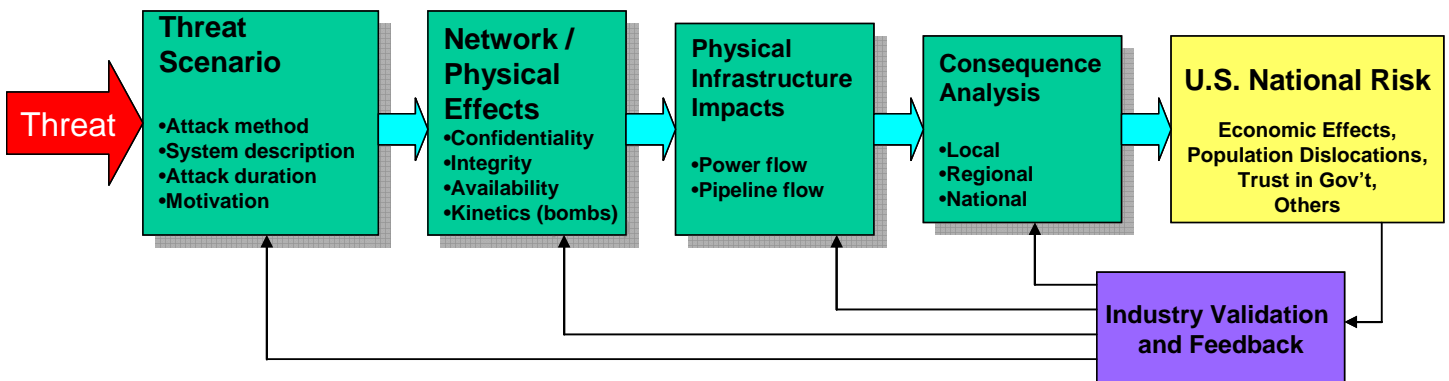 Threat
Threat
Scenario
•Attack method
•System description
•Attack duration
•Motivation
Network /
Physical
Effects
•Confidentiality
•Integrity
•Availability
•Kinetics (bombs)
Physical
Infrastructure
Impacts
•Power flow
•Pipeline flow
Consequence
Analysis
•Local
•Regional
•National
U.S. National Risk
Economic Effects,
Population Dislocations,
Trust in Gov't,
Others
Industry Validation
and Feedback